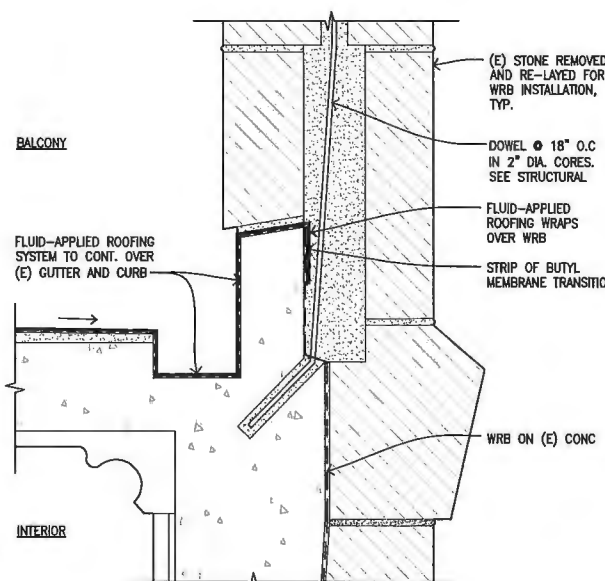 (E) STONE REMOVED
AND RE-LAYED FOR
WRB INSTALLATION,
TYP.
BALCONY
DOWEL @ 18" O.C
IN 2" DIA. CORES.
SEE STRUCTURAL
FLUID-APPLIED
ROOFING WRAPS
OVER WRB
FLUID-APPLIED ROOFING
SYSTEM TO CONT. OVER
(E) GUTTER AND CURB
STRIP OF BUTYL
MEMBRANE TRANSITION
WRB ON (E) CONC
INTERIOR